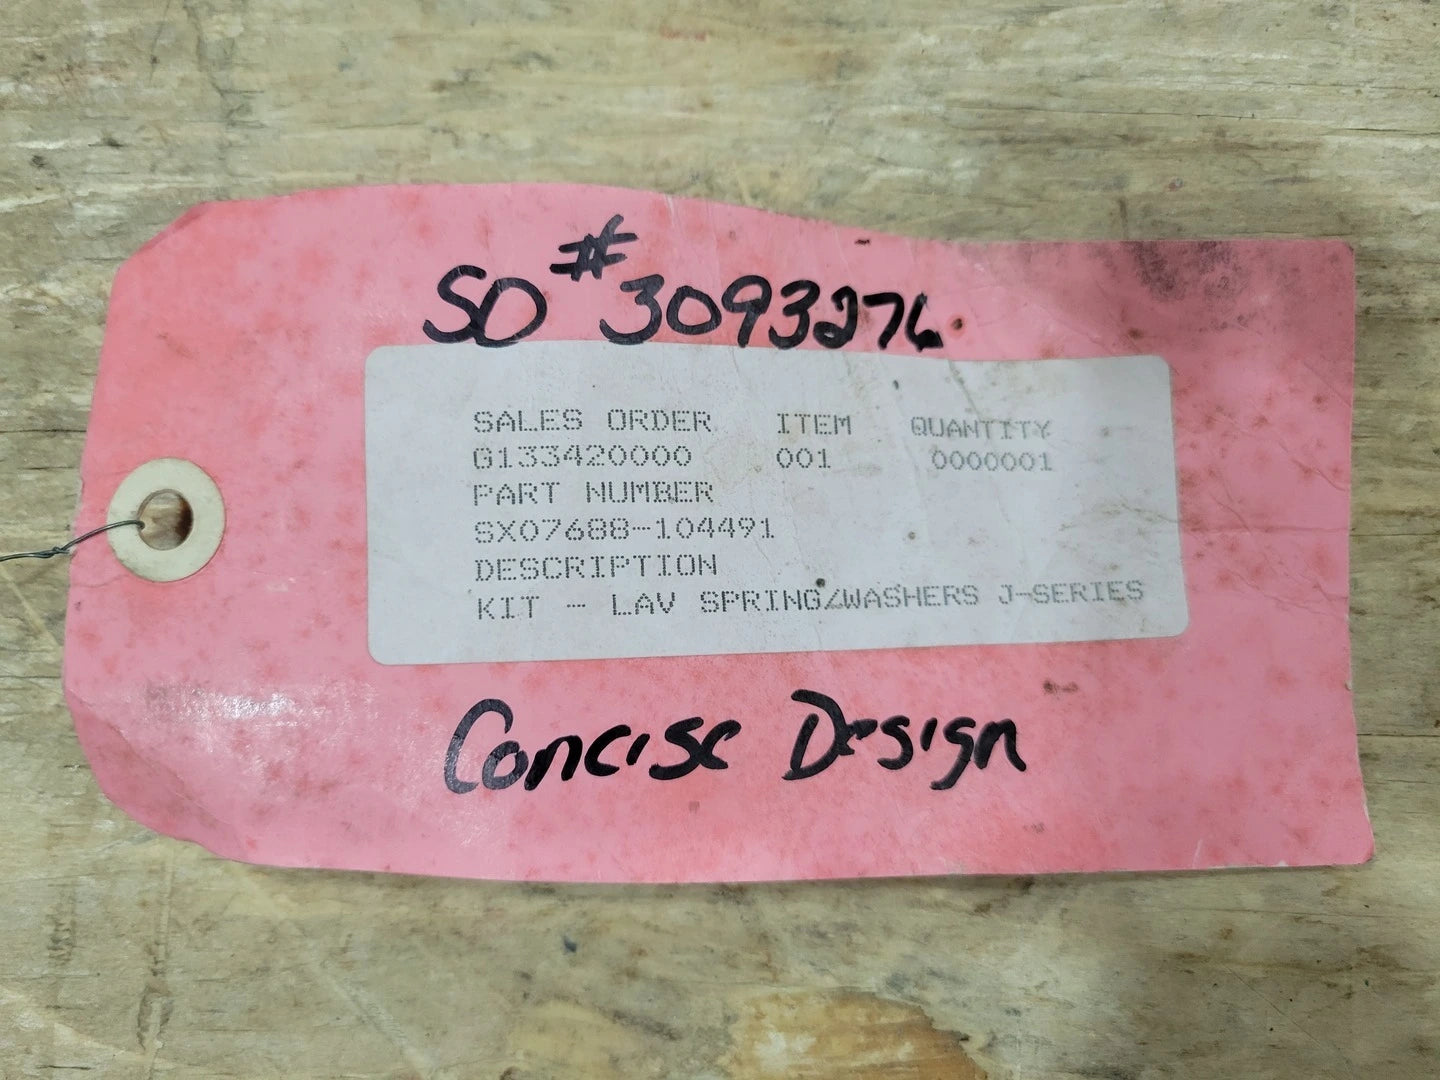 SO # 3093276
SALES ORDER ITEM QUANTITY
G133420000 001 0000001
PART NUMBER
SX07688-104491
DESCRIPTION
KIT - LAV SPRING/WASHERS J-SERIES
Concise Design